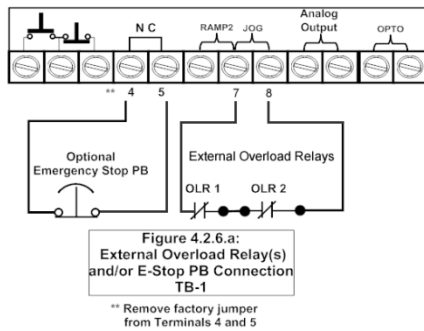 N C
RAMP2 JOG
Analog
Output
OPTO
** 4 5 7 8
Optional
Emergency Stop PB
External Overload Relays
OLR 1 OLR 2
Figure 4.2.6.a:
External Overload Relay(s)
and/or E-Stop PB Connection
TB-1
** Remove factory jumper
from Terminals 4 and 5